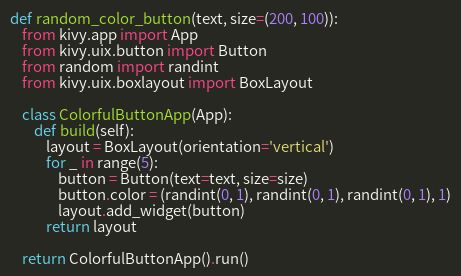 def random_color_button(text, size=(200, 100)):
    from kivy.app import App
    from kivy.uix.button import Button
    from random import randint
    from kivy.uix.boxlayout import BoxLayout

    class ColorfulButtonApp(App):
        def build(self):
            layout = BoxLayout(orientation='vertical')
            for _ in range(5):
                button = Button(text=text, size=size)
                button.color = (randint(0, 1), randint(0, 1), randint(0, 1), 1)
                layout.add_widget(button)
            return layout

    return ColorfulButtonApp().run()